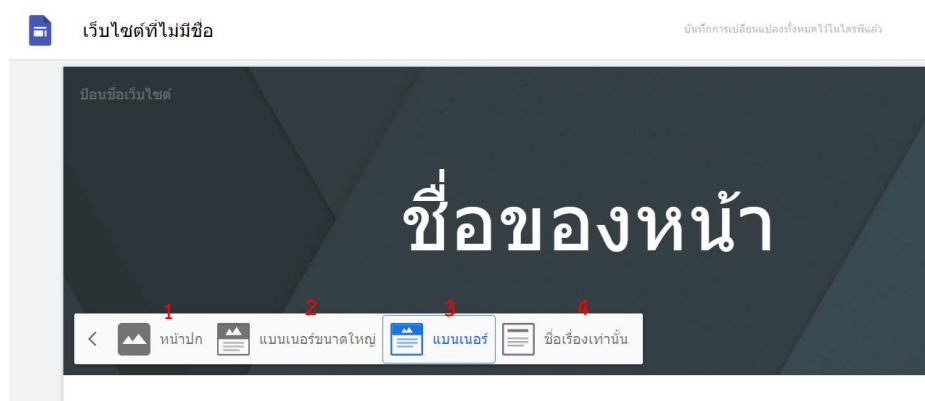 เว็บไซต์ที่ไม่มีชื่อ
บันทึกการเปลี่ยนแปลงทั้งหมดไว้ในไดรฟ์แล้ว
ป้อนชื่อเว็บไซต์
ชื่อของหน้า
1 2 3 4
หน้าปก แบนเนอร์ขนาดใหญ่ แบนเนอร์ ชื่อเรื่องเท่านั้น